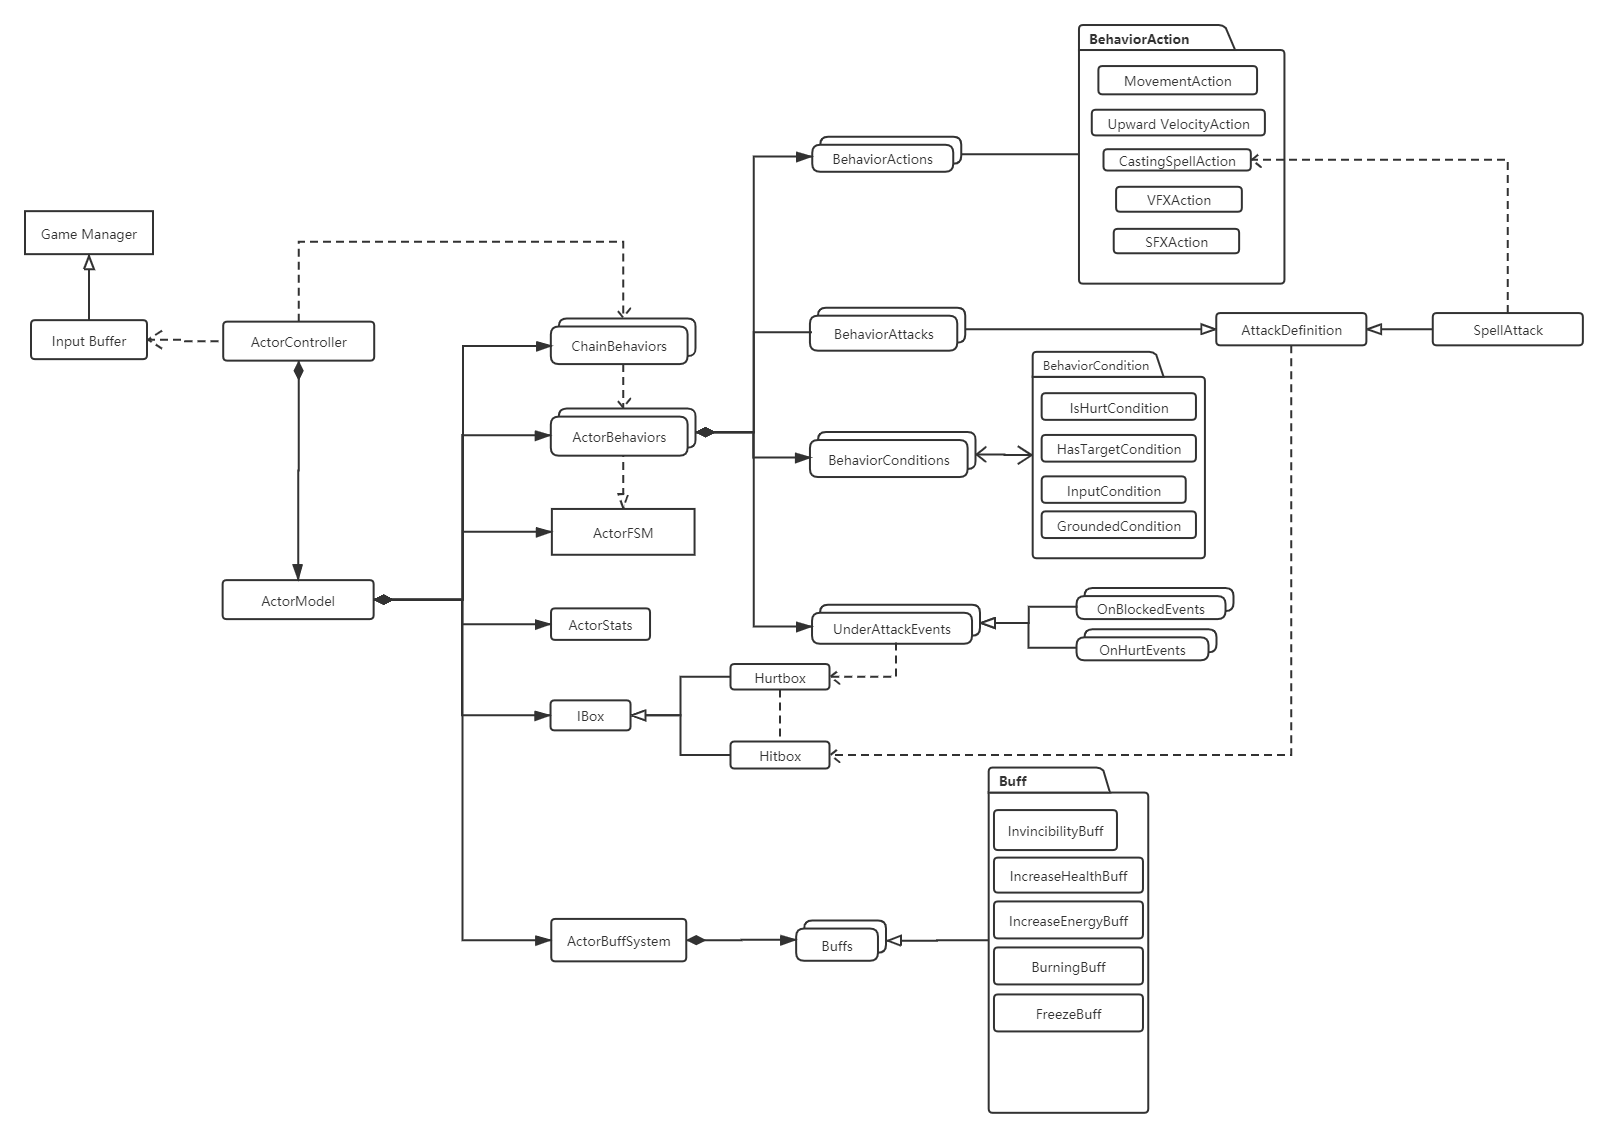 BehaviorAction
MovementAction
Upward VelocityAction
BehaviorActions
CastingSpellAction
VFXAction
SFXAction
Game Manager
Input Buffer
ActorController
ChainBehaviors
BehaviorAttacks
AttackDefinition
SpellAttack
BehaviorCondition
IsHurtCondition
ActorBehaviors
HasTargetCondition
BehaviorConditions
InputCondition
GroundedCondition
ActorFSM
ActorModel
OnBlockedEvents
ActorStats
UnderAttackEvents
OnHurtEvents
Hurtbox
IBox
Hitbox
Buff
InvincibilityBuff
IncreaseHealthBuff
IncreaseEnergyBuff
ActorBuffSystem
Buffs
BurningBuff
FreezeBuff